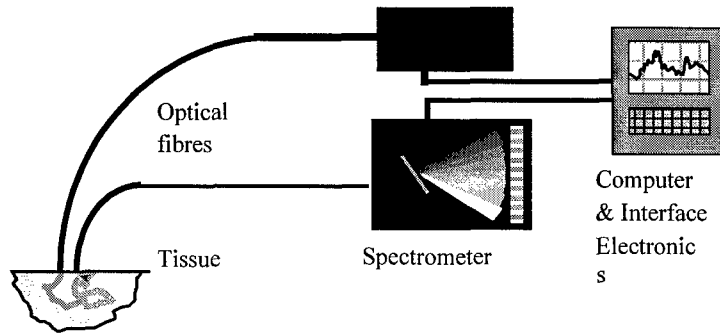 Optical
fibres
Tissue
Spectrometer
Computer
& Interface
Electronic
s